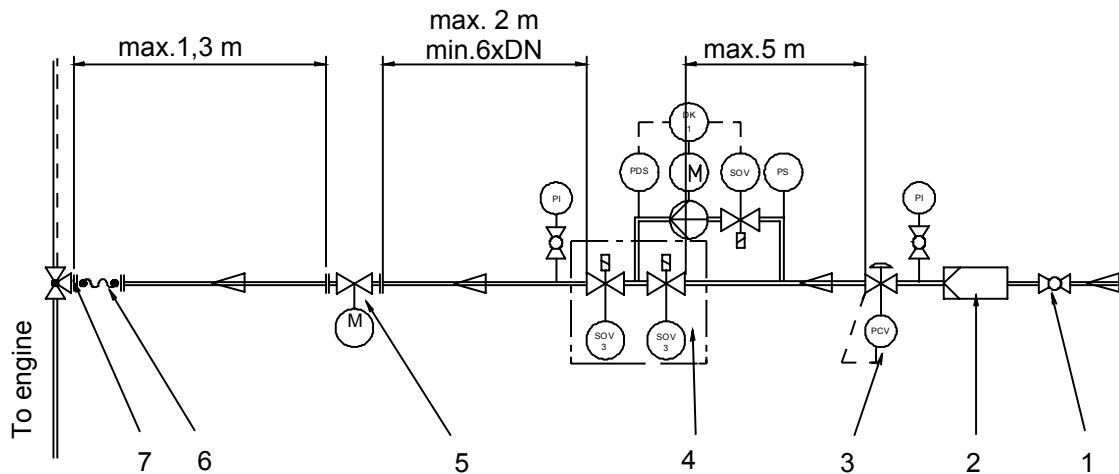 max.1,3 m
max. 2 m
min.6xDN
max.5 m
DK
1
PDS
M
SOV
PS
PI
PI
M
SOV
3
SOV
3
PCV
To engine
7
6
5
4
3
2
1